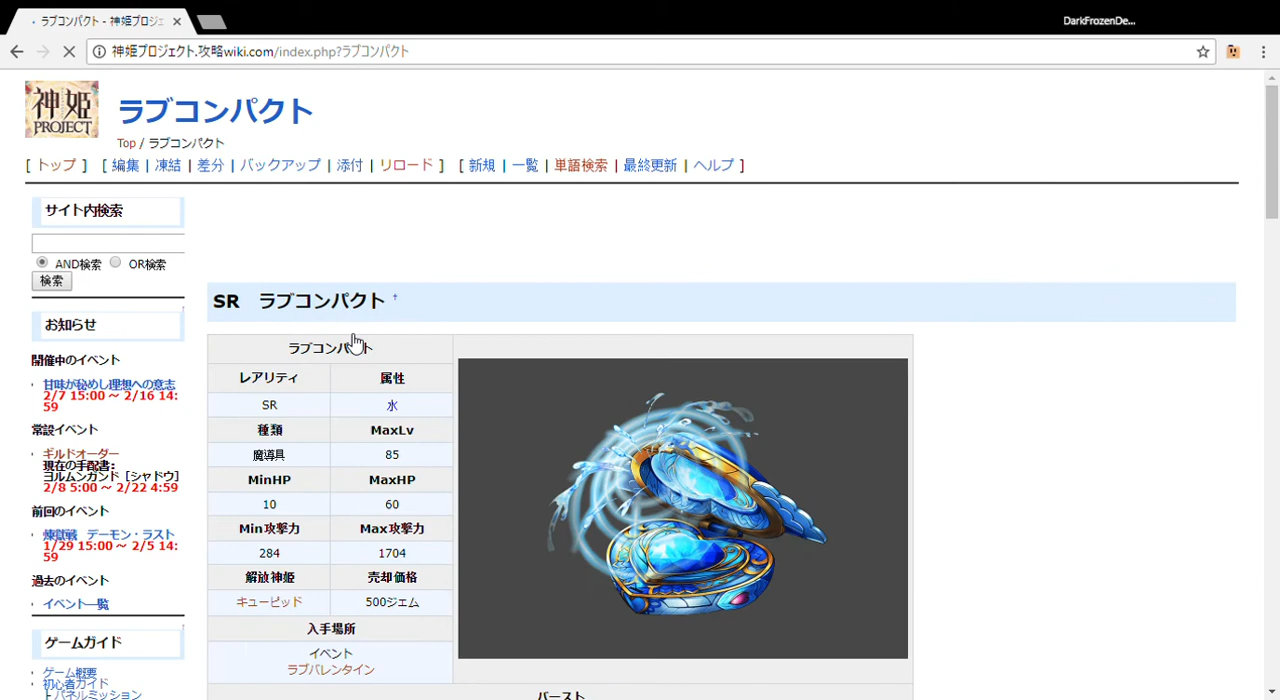 ラブコンパクト - 神姫プロジェ
DarkFrozenDe...
神姫プロジェクト.攻略wiki.com/index.php?ラブコンパクト
神姫
PROJECT
ラブコンパクト
Top / ラブコンパクト
[ トップ ] [ 編集 | 凍結 | 差分 | バックアップ | 添付 | リロード ] [ 新規 | 一覧 | 単語検索 | 最終更新 | ヘルプ ]
サイト内検索
AND検索 OR検索
検索
お知らせ
開催中のイベント
甘味が秘めし理想への意志
2/7 15:00 ～ 2/16 14:
59
常設イベント
ギルドオーダー
現在の手配書:
ヨルムンガンド［シャドウ］
2/8 5:00 ～ 2/22 4:59
前回のイベント
煉獄戦 デーモン・ラスト
1/29 15:00 ～ 2/5 14:
59
過去のイベント
イベント一覧
ゲームガイド
ゲーム概要
初心者ガイド
┣パネルミッション
SR ラブコンパクト †
ラブコンパクト
レアリティ 属性
SR 水
種類 MaxLv
魔導具 85
MinHP MaxHP
10 60
Min攻撃力 Max攻撃力
284 1704
解放神姫 売却価格
キューピッド 500ジェム
入手場所
イベント
ラブバレンタイン
バースト